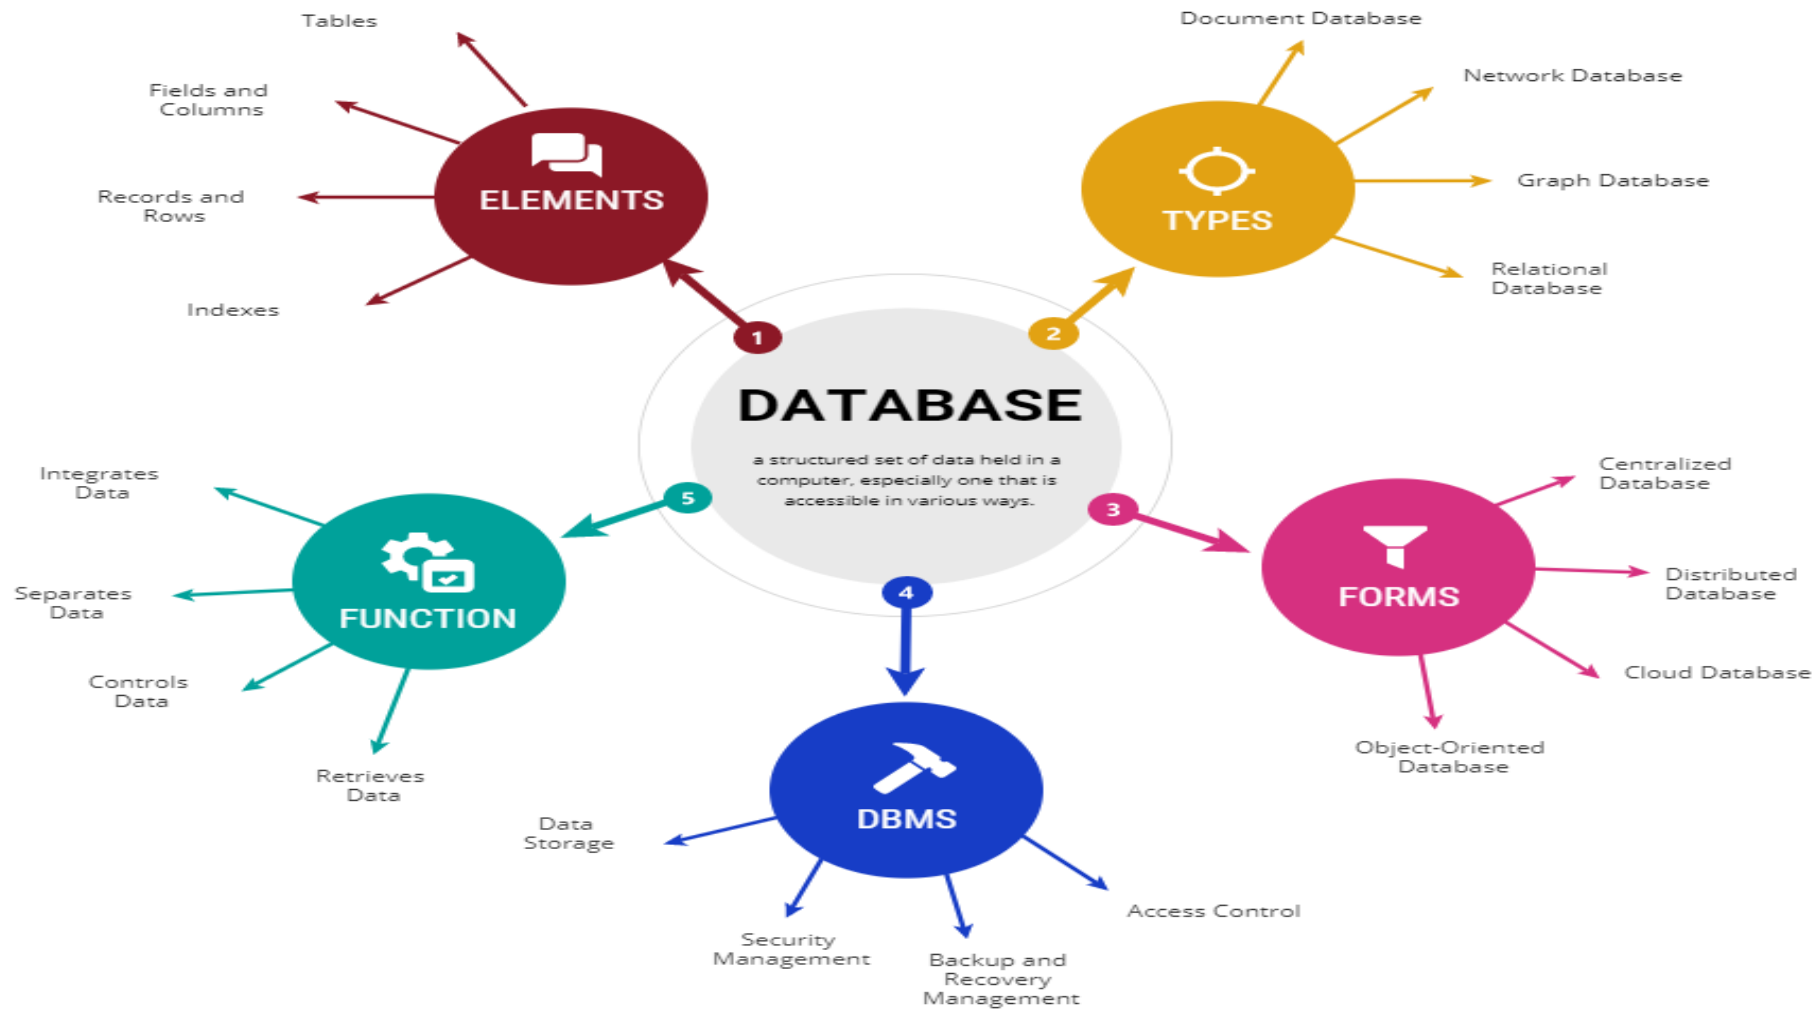 DATABASE
a structured set of data held in a
computer, especially one that is
accessible in various ways.
1
ELEMENTS
Tables
Fields and
Columns
Records and
Rows
Indexes
2
TYPES
Document Database
Network Database
Graph Database
Relational
Database
3
FORMS
Centralized
Database
Distributed
Database
Cloud Database
Object-Oriented
Database
4
DBMS
Data
Storage
Security
Management
Backup and
Recovery
Management
Access Control
5
FUNCTION
Integrates
Data
Separates
Data
Controls
Data
Retrieves
Data